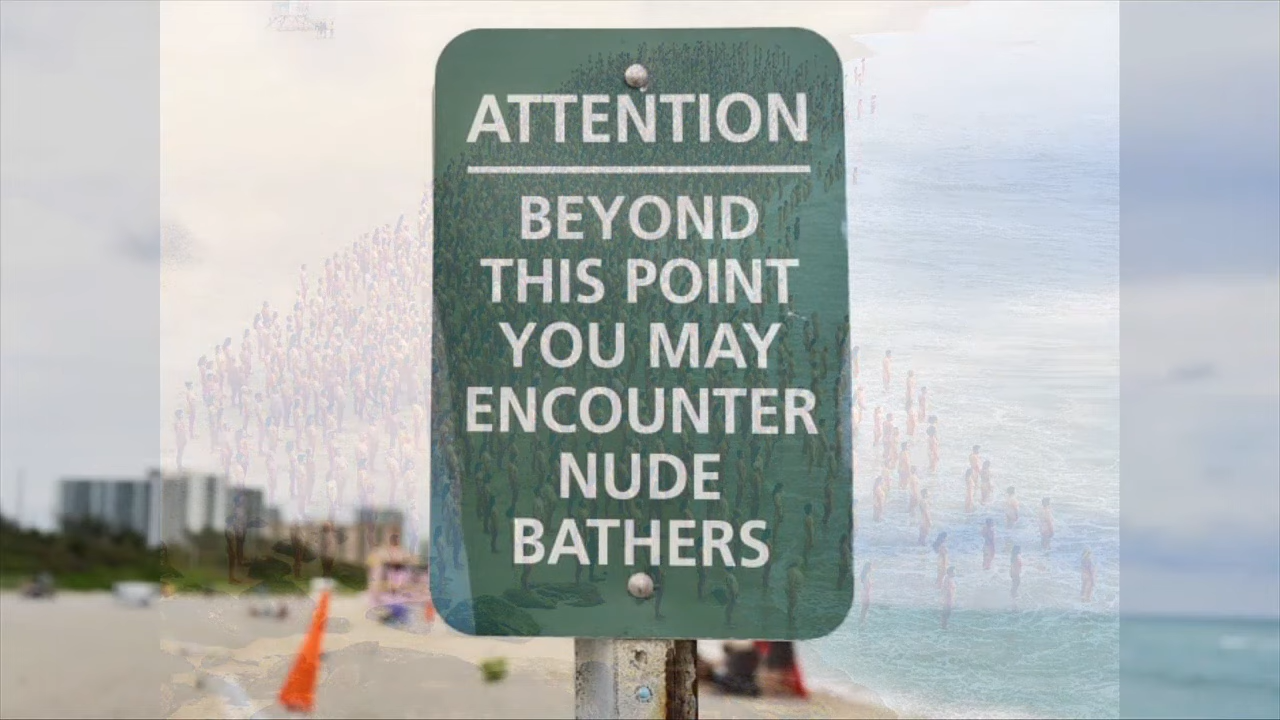 ATTENTION
BEYOND
THIS POINT
YOU MAY
ENCOUNTER
NUDE
BATHERS